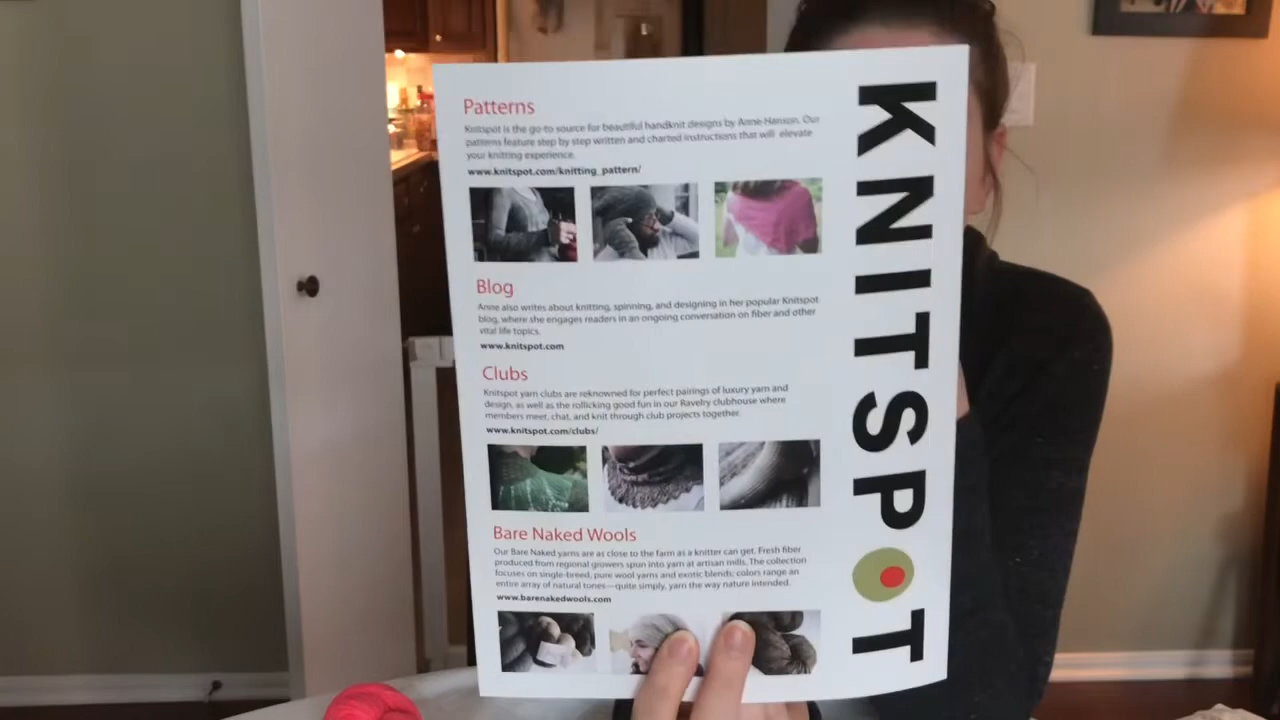 Patterns
Knitspot is the go-to source for beautiful handknit designs by Anne Hanson. Our
patterns feature step by step written and charted instructions that will elevate
your knitting experience.
www.knitspot.com/knitting_pattern/
Blog
Anne also writes about knitting, spinning, and designing in her popular Knitspot
blog, where she engages readers in an ongoing conversation on fiber and other
vital life topics.
www.knitspot.com
Clubs
Knitspot yarn clubs are reknowned for perfect pairings of luxury yarn and
design, as well as the rollicking good fun in our Ravelry clubhouse where
members meet, chat, and knit through club projects together.
www.knitspot.com/clubs/
Bare Naked Wools
Our Bare Naked yarns are as close to the farm as a knitter can get. Fresh fiber
produced from regional growers spun into yarn at artisan mills. The collection
focuses on single-breed, pure wool yarns and exotic blends; colors range an
entire array of natural tones—quite simply, yarn the way nature intended.
www.barenakedwools.com
KNITSPOT